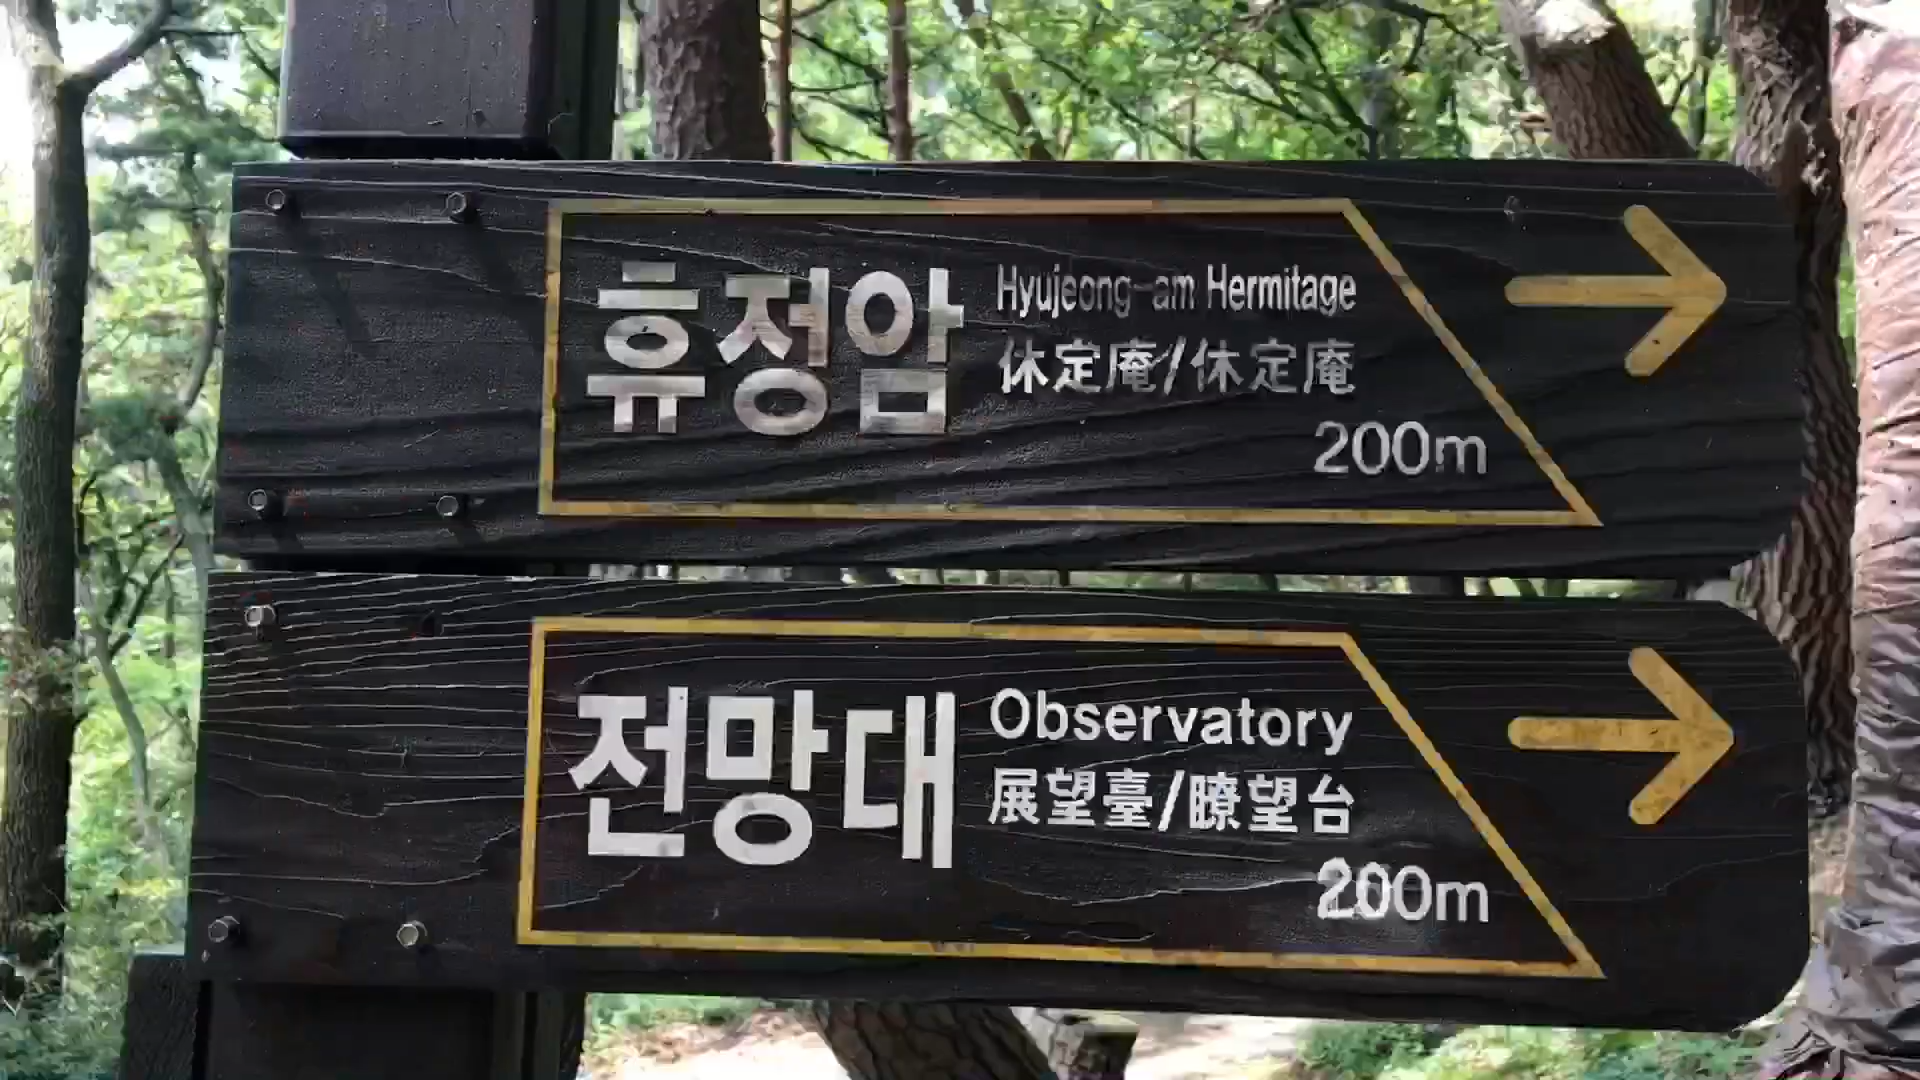 휴정암
Hyujeong-am Hermitage
休定庵/休定庵
200m
전망대
Observatory
展望臺/瞭望台
200m